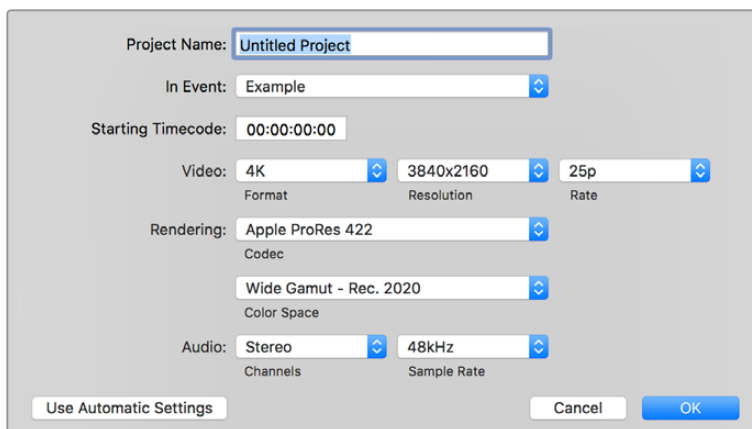 Project Name: Untitled Project
In Event: Example
Starting Timecode: 00:00:00:00
Video: 4K 3840x2160 25p
Format Resolution Rate
Rendering: Apple ProRes 422
Codec
Wide Gamut - Rec. 2020
Color Space
Audio: Stereo 48kHz
Channels Sample Rate
Use Automatic Settings Cancel OK